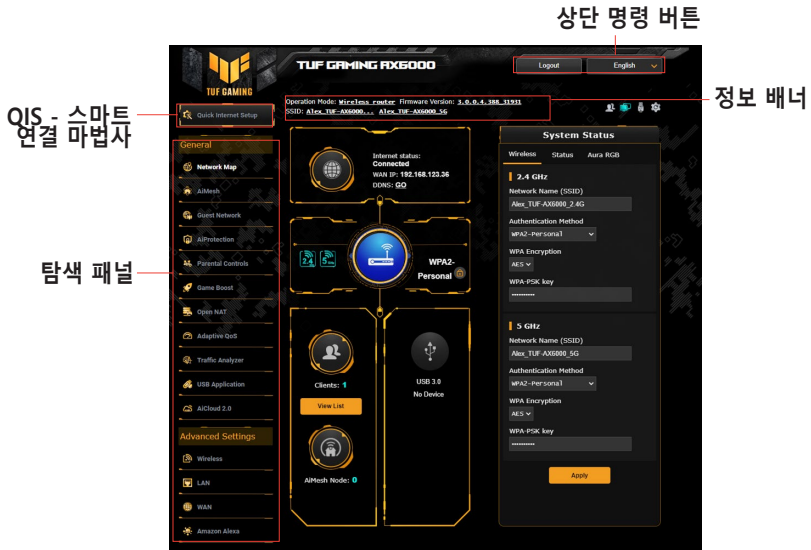 상단 명령 버튼
TUF GAMING
TUF GAMING AX6000
Logout
English
정보 배너
QIS - 스마트
연결 마법사
탐색 패널
Quick Internet Setup
Operation Mode: Wireless router Firmware Version: 3.0.0.4.388_31931
SSID: Alex_TUF-AX6000... Alex_TUF-AX6000_5G
General
Network Map
AiMesh
Guest Network
AiProtection
Parental Controls
Game Boost
Open NAT
Adaptive QoS
Traffic Analyzer
USB Application
AiCloud 2.0
Advanced Settings
Wireless
LAN
WAN
Amazon Alexa
Internet status:
Connected
WAN IP: 192.168.123.36
DDNS: GO
2.4
5
WPA2-
Personal
Clients: 1
View List
AiMesh Node: 0
USB 3.0
No Device
System Status
Wireless Status Aura RGB
2.4 GHz
Network Name (SSID)
Alex_TUF-AX6000_2.4G
Authentication Method
WPA2-Personal
WPA Encryption
AES
WPA-PSK key
5 GHz
Network Name (SSID)
Alex_TUF-AX6000_5G
Authentication Method
WPA2-Personal
WPA Encryption
AES
WPA-PSK key
Apply